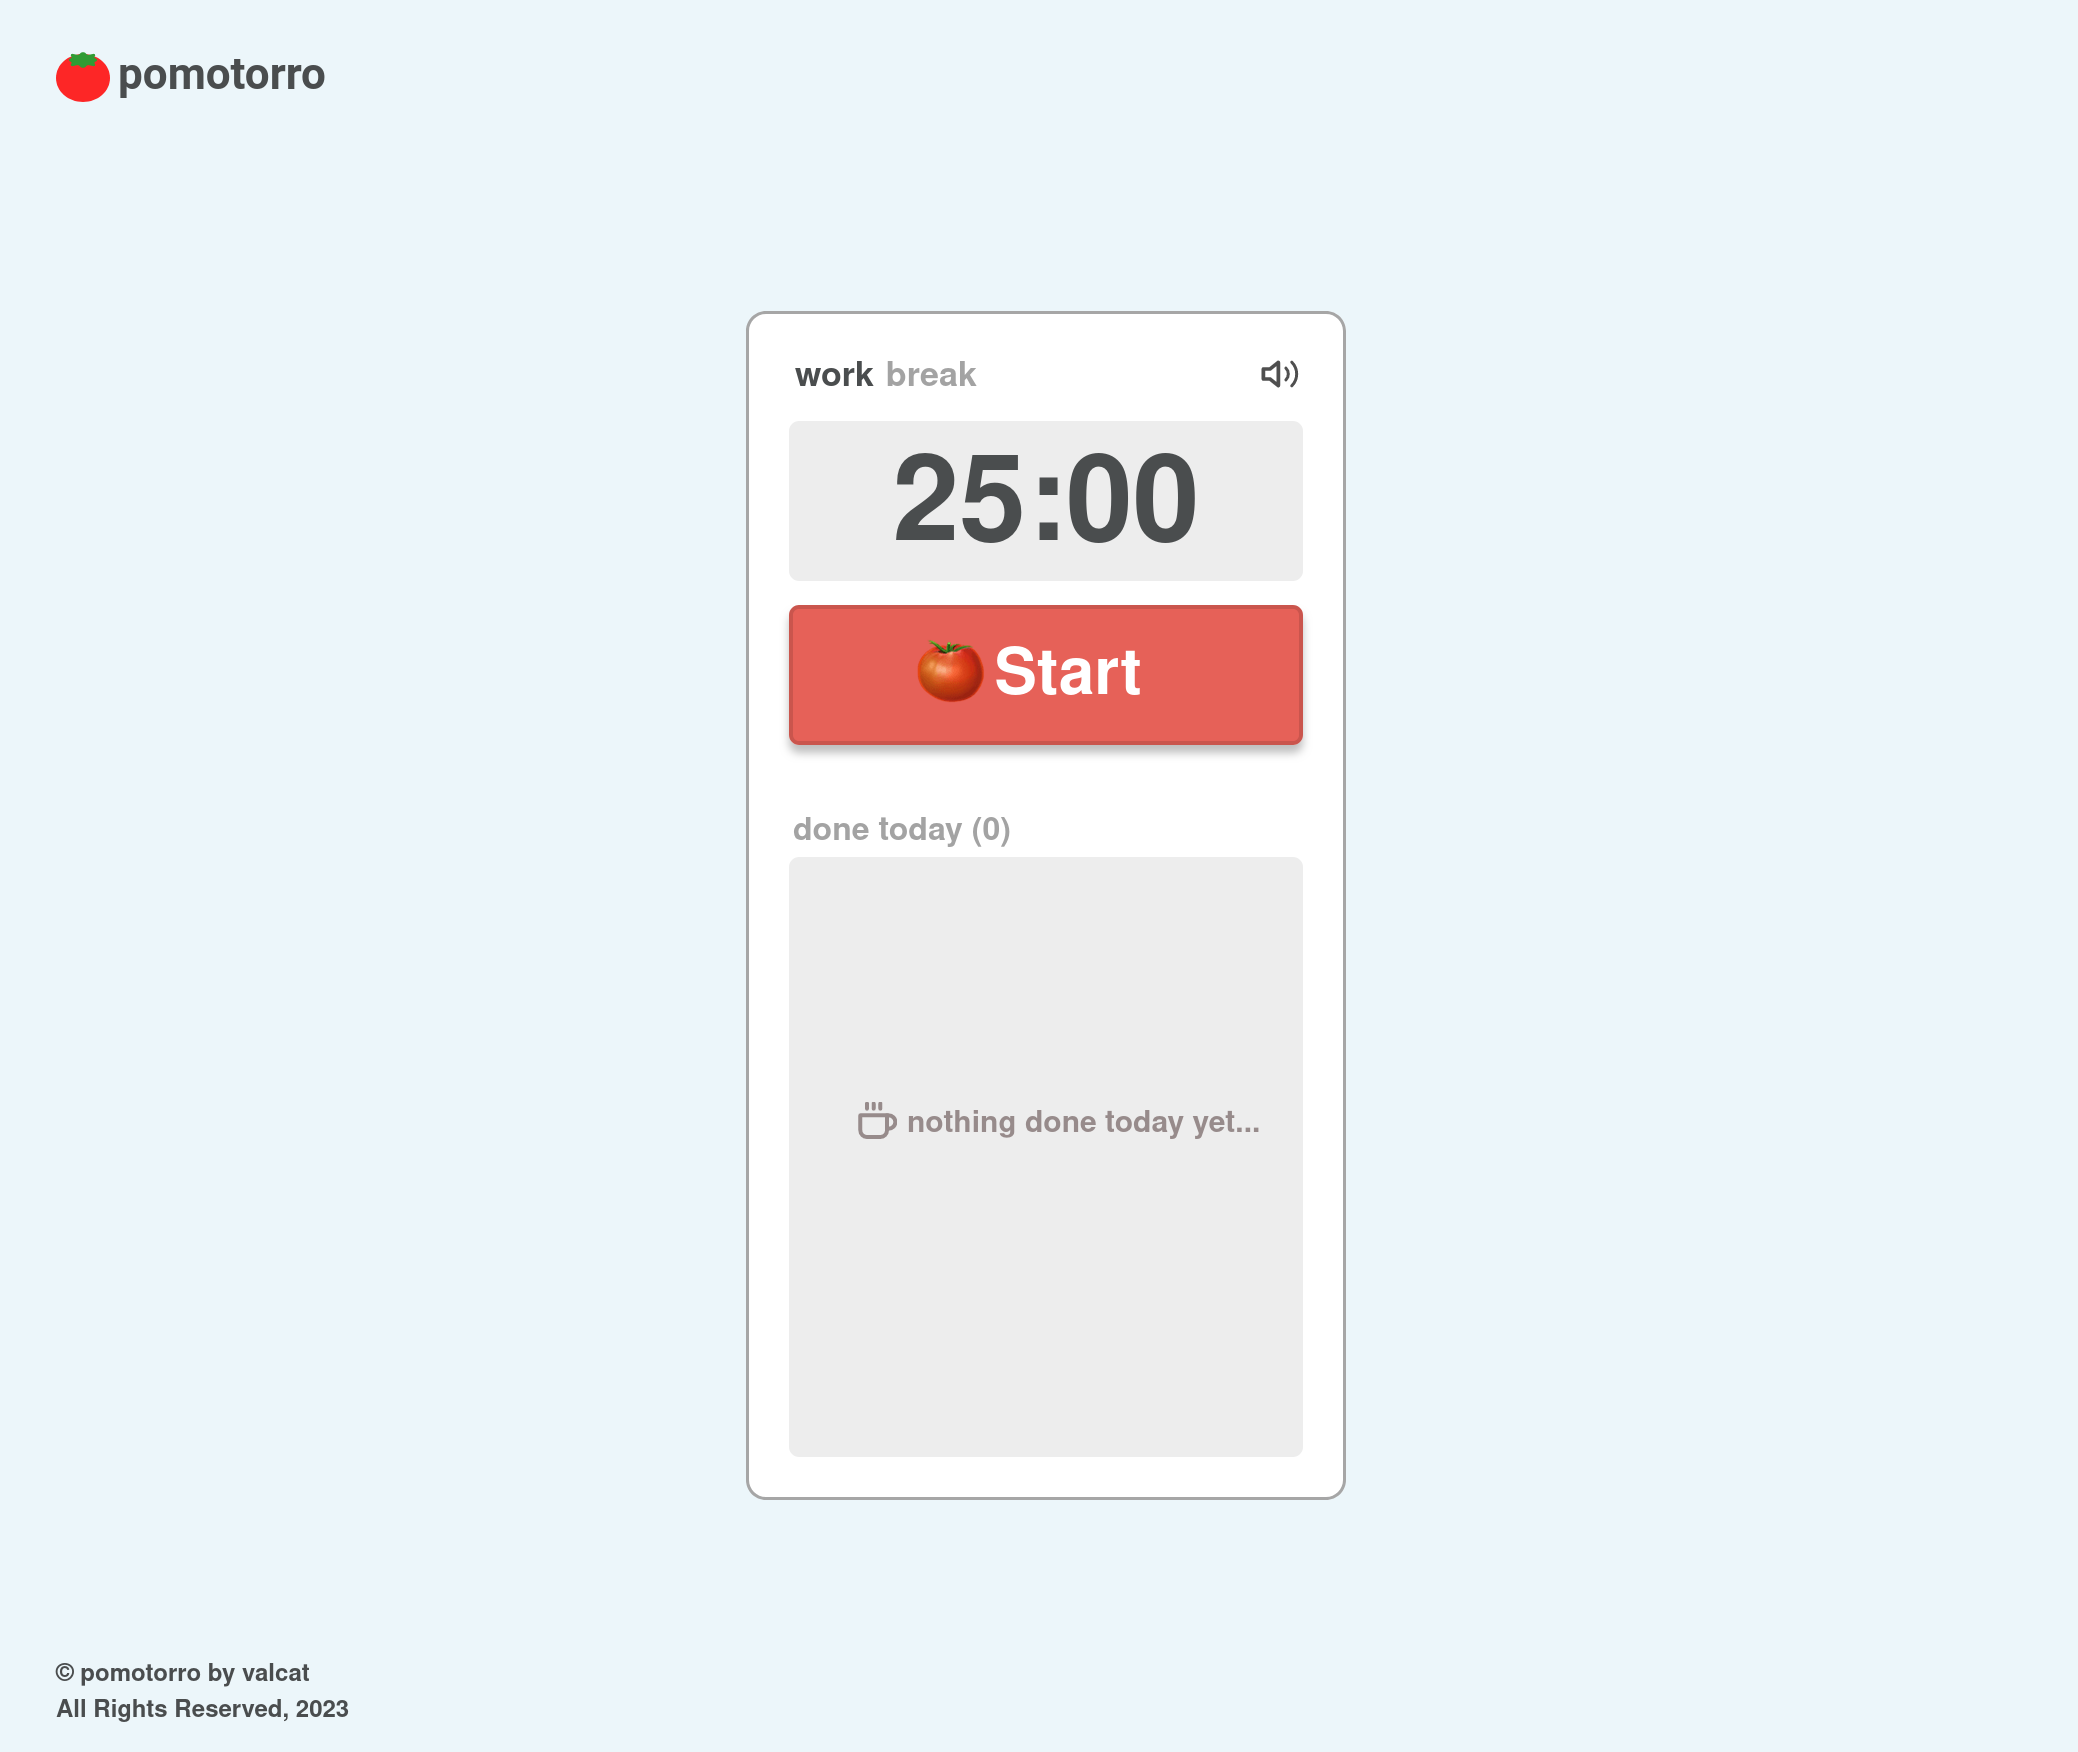 pomotorro
work break
25:00
Start
done today (0)
nothing done today yet...
© pomotorro by valcat
All Rights Reserved, 2023